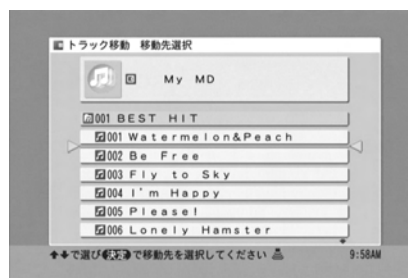 トラック移動 移動先選択
My MD
001 BEST HIT
001 Watermelon&Peach
002 Be Free
003 Fly to Sky
004 I'm Happy
005 Please!
006 Lonely Hamster
で選び決定で移動先を選択してください 9:58AM